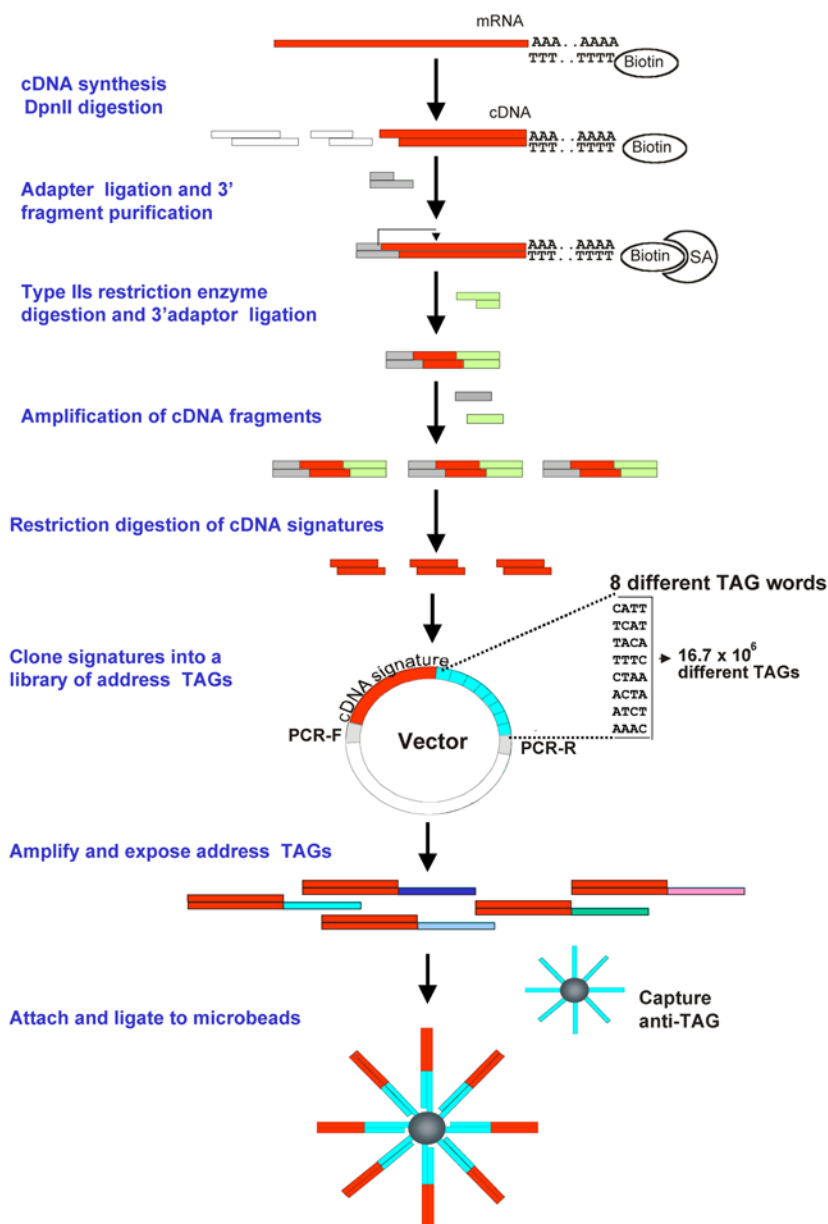 mRNA
AAA..AAAA
TTT..TTTT
Biotin
cDNA synthesis
DpnII digestion
cDNA
AAA..AAAA
TTT..TTTT
Biotin
Adapter ligation and 3'
fragment purification
AAA..AAAA
TTT..TTTT
Biotin
SA
Type IIs restriction enzyme
digestion and 3'adaptor ligation
Amplification of cDNA fragments
Restriction digestion of cDNA signatures
8 different TAG words
CATT
TCAT
TACA
TTTC
CTAA
ACTA
ATCT
AAAC
16.7 x 10⁶
different TAGs
Clone signatures into a
library of address TAGs
cDNA signature
PCR-F
Vector
PCR-R
Amplify and expose address TAGs
Capture
anti-TAG
Attach and ligate to microbeads